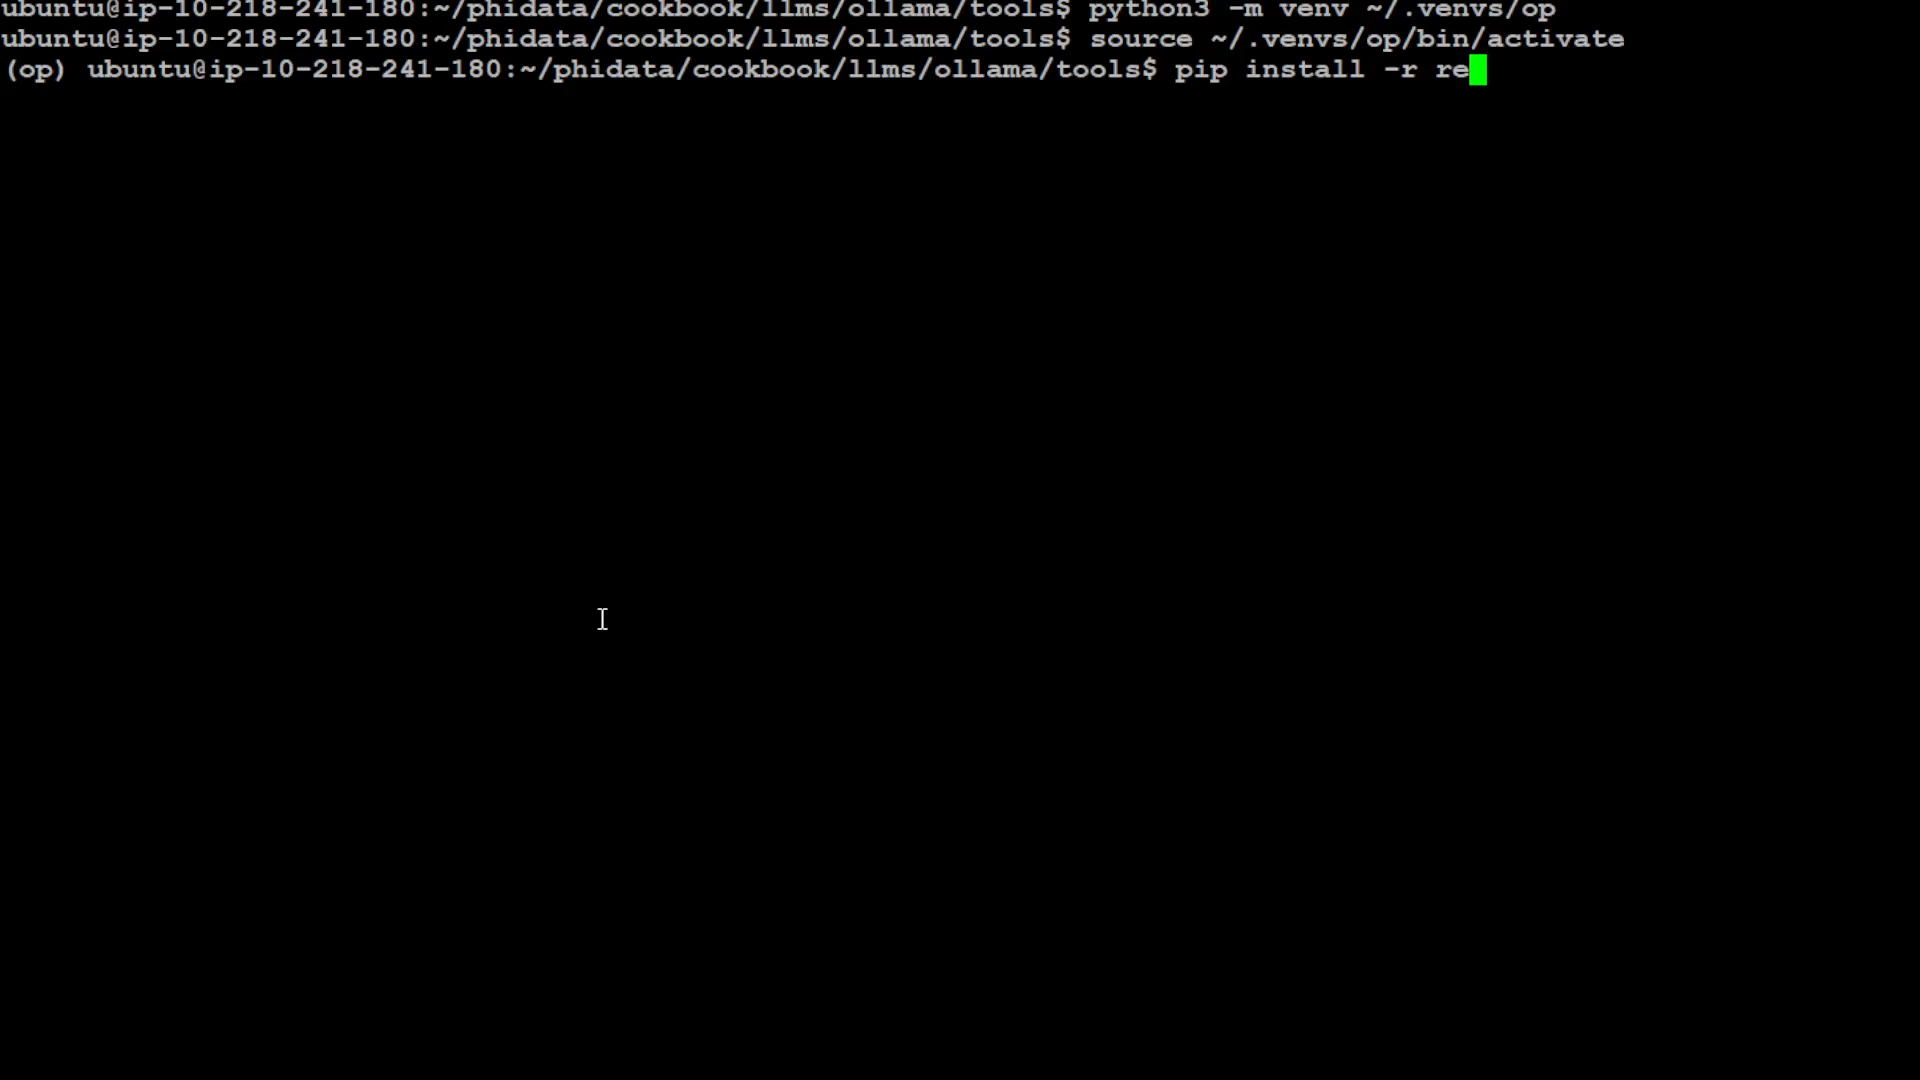 ubuntu@ip-10-218-241-180:~/phidata/cookbook/llms/ollama/tools$ python3 -m venv ~/.venvs/op
ubuntu@ip-10-218-241-180:~/phidata/cookbook/llms/ollama/tools$ source ~/.venvs/op/bin/activate
(op) ubuntu@ip-10-218-241-180:~/phidata/cookbook/llms/ollama/tools$ pip install -r re